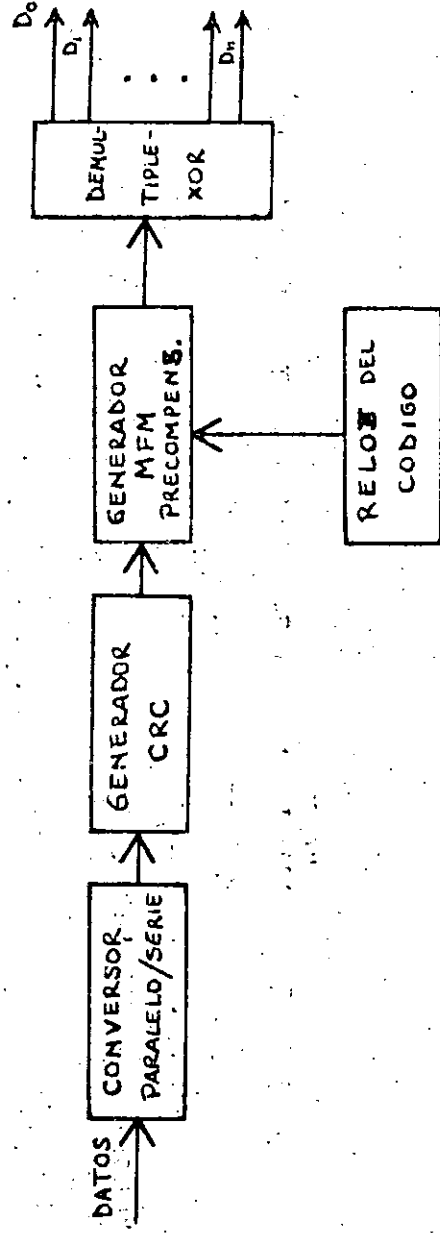 DATOS
CONVERSOR
PARALELO/SERIE
GENERADOR
CRC
GENERADOR
MFM
PRECOMPENS.
RELOJ DEL
CODIGO
DEMUL-
TIPLE-
XOR
D₀
D₁
Dₙ